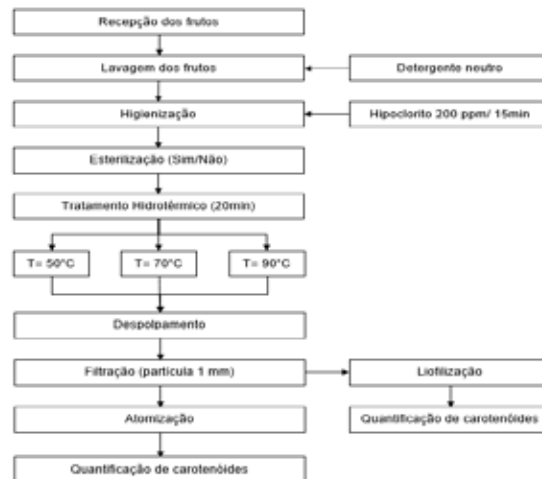 Recepção dos frutos
Lavagem dos frutos
Detergente neutro
Higienização
Hipoclorito 200 ppm/ 15min
Esterilização (Sim/Não)
Tratamento Hidrotérmico (20min)
T= 50°C
T= 70°C
T= 90°C
Despolpamento
Filtração (partícula 1 mm)
Liofilização
Atomização
Quantificação de carotenóides
Quantificação de carotenóides